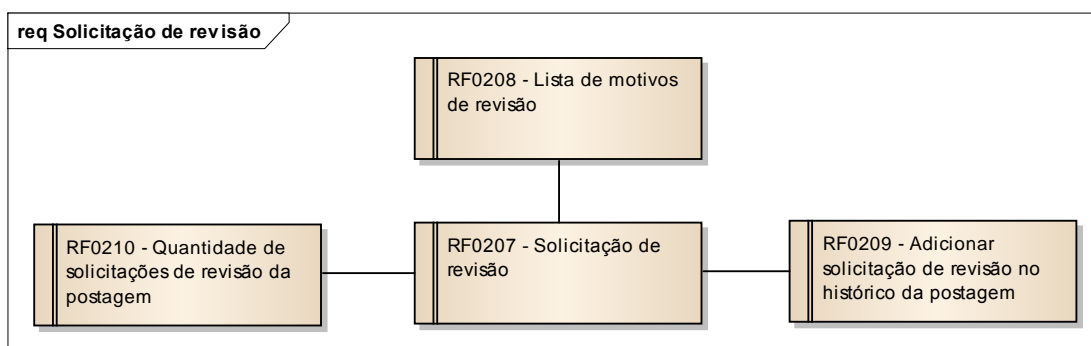 req Solicitação de revisão
RF0208 - Lista de motivos
de revisão
RF0210 - Quantidade de
solicitações de revisão da
postagem
RF0207 - Solicitação de
revisão
RF0209 - Adicionar
solicitação de revisão no
histórico da postagem